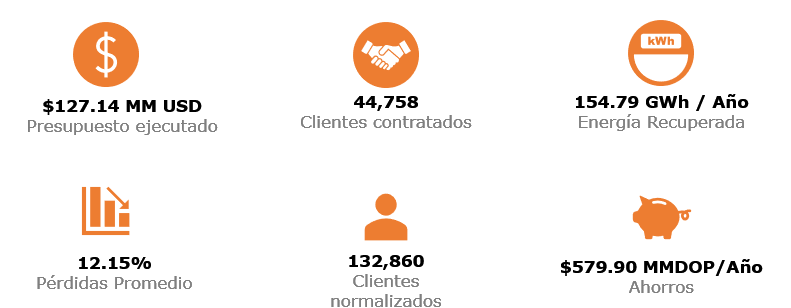 $127.14 MM USD
Presupuesto ejecutado
44,758
Clientes contratados
kWh
154.79 GWh / Año
Energía Recuperada
12.15%
Pérdidas Promedio
132,860
Clientes
normalizados
$579.90 MMDOP/Año
Ahorros